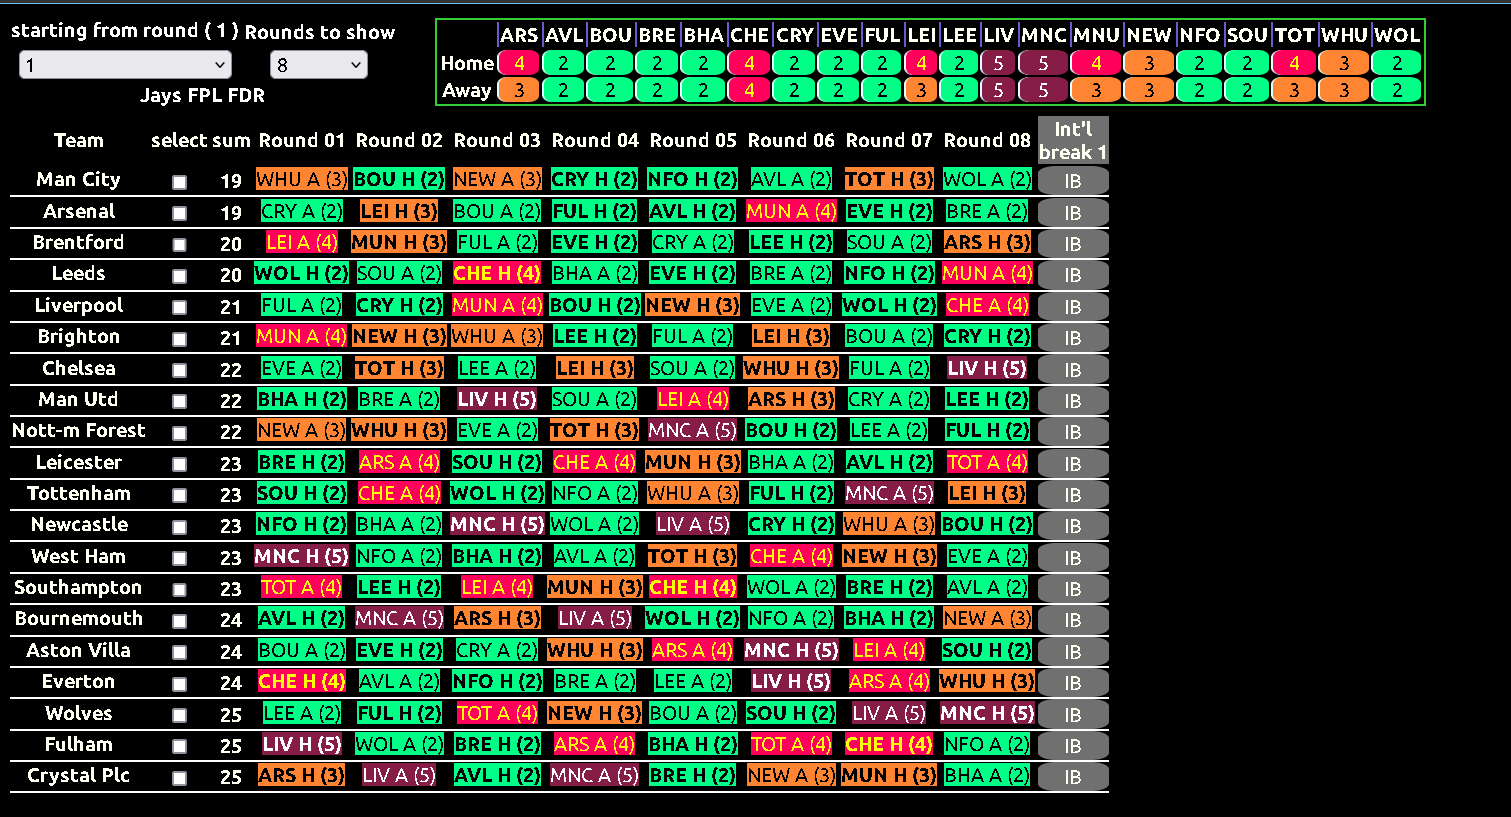 starting from round ( 1 ) Rounds to show
1 8
Jays FPL FDR
ARS AVL BOU BRE BHA CHE CRY EVE FUL LEI LEE LIV MNC MNU NEW NFO SOU TOT WHU WOL
Home 4 2 2 2 2 4 2 2 2 4 2 5 5 4 3 2 2 4 3 2
Away 3 2 2 2 2 4 2 2 2 3 2 5 5 3 3 2 2 3 3 2
Team select sum Round 01 Round 02 Round 03 Round 04 Round 05 Round 06 Round 07 Round 08 Int'l break 1
Man City 19 WHU A (3) BOU H (2) NEW A (3) CRY H (2) NFO H (2) AVL A (2) TOT H (3) WOL A (2) IB
Arsenal 19 CRY A (2) LEI H (3) BOU A (2) FUL H (2) AVL H (2) MUN A (4) EVE H (2) BRE A (2) IB
Brentford 20 LEI A (4) MUN H (3) FUL A (2) EVE H (2) CRY A (2) LEE H (2) SOU A (2) ARS H (3) IB
Leeds 20 WOL H (2) SOU A (2) CHE H (4) BHA A (2) EVE H (2) BRE A (2) NFO H (2) MUN A (4) IB
Liverpool 21 FUL A (2) CRY H (2) MUN A (4) BOU H (2) NEW H (3) EVE A (2) WOL H (2) CHE A (4) IB
Brighton 21 MUN A (4) NEW H (3) WHU A (3) LEE H (2) FUL A (2) LEI H (3) BOU A (2) CRY H (2) IB
Chelsea 22 EVE A (2) TOT H (3) LEE A (2) LEI H (3) SOU A (2) WHU H (3) FUL A (2) LIV H (5) IB
Man Utd 22 BHA H (2) BRE A (2) LIV H (5) SOU A (2) LEI A (4) ARS H (3) CRY A (2) LEE H (2) IB
Nott-m Forest 22 NEW A (3) WHU H (3) EVE A (2) TOT H (3) MNC A (5) BOU H (2) LEE A (2) FUL H (2) IB
Leicester 23 BRE H (2) ARS A (4) SOU H (2) CHE A (4) MUN H (3) BHA A (2) AVL H (2) TOT A (4) IB
Tottenham 23 SOU H (2) CHE A (4) WOL H (2) NFO A (2) WHU A (3) FUL H (2) MNC A (5) LEI H (3) IB
Newcastle 23 NFO H (2) BHA A (2) MNC H (5) WOL A (2) LIV A (5) CRY H (2) WHU A (3) BOU H (2) IB
West Ham 23 MNC H (5) NFO A (2) BHA H (2) AVL A (2) TOT H (3) CHE A (4) NEW H (3) EVE A (2) IB
Southampton 23 TOT A (4) LEE H (2) LEI A (4) MUN H (3) CHE H (4) WOL A (2) BRE H (2) AVL A (2) IB
Bournemouth 24 AVL H (2) MNC A (5) ARS H (3) LIV A (5) WOL H (2) NFO A (2) BHA H (2) NEW A (3) IB
Aston Villa 24 BOU A (2) EVE H (2) CRY A (2) WHU H (3) ARS A (4) MNC H (5) LEI A (4) SOU H (2) IB
Everton 24 CHE H (4) AVL A (2) NFO H (2) BRE A (2) LEE A (2) LIV H (5) ARS A (4) WHU H (3) IB
Wolves 25 LEE A (2) FUL H (2) TOT A (4) NEW H (3) BOU A (2) SOU H (2) LIV A (5) MNC H (5) IB
Fulham 25 LIV H (5) WOL A (2) BRE H (2) ARS A (4) BHA H (2) TOT A (4) CHE H (4) NFO A (2) IB
Crystal Plc 25 ARS H (3) LIV A (5) AVL H (2) MNC A (5) BRE H (2) NEW A (3) MUN H (3) BHA A (2) IB